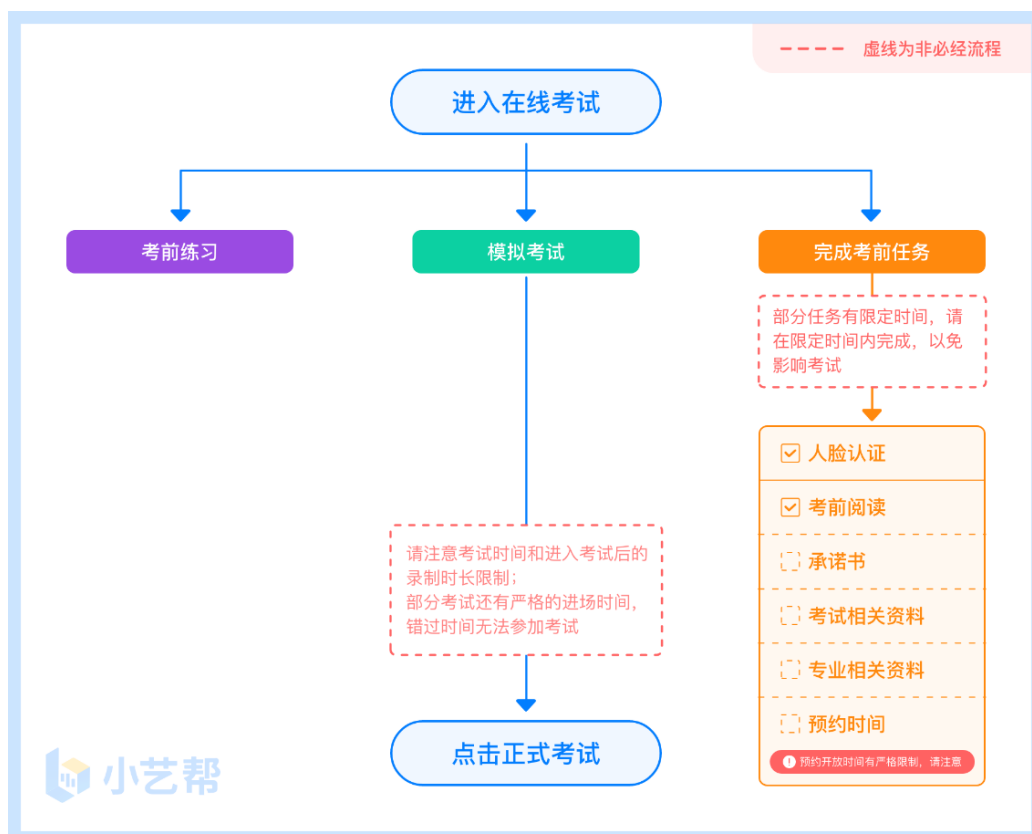 虚线为非必经流程
进入在线考试
考前练习
模拟考试
完成考前任务
部分任务有限定时间，请
在限定时间内完成，以免
影响考试
人脸认证
考前阅读
承诺书
考试相关资料
专业相关资料
预约时间
预约开放时间有严格限制，请注意
请注意考试时间和进入考试后的
录制时长限制；
部分考试还有严格的进场时间，
错过时间无法参加考试
点击正式考试
小艺帮